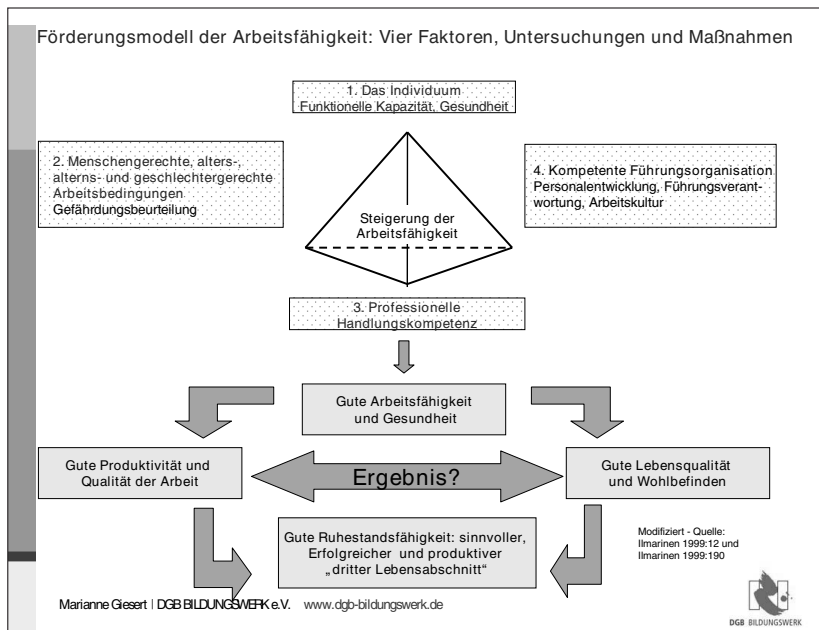 Förderungsmodell der Arbeitsfähigkeit: Vier Faktoren, Untersuchungen und Maßnahmen
1. Das Individuum
Funktionelle Kapazität, Gesundheit
2. Menschengerechte, alters-,
alterns- und geschlechtergerechte
Arbeitsbedingungen
Gefährdungsbeurteilung
4. Kompetente Führungsorganisation
Personalentwicklung, Führungsverant-
wortung, Arbeitskultur
Steigerung der
Arbeitsfähigkeit
3. Professionelle
Handlungskompetenz
Gute Arbeitsfähigkeit
und Gesundheit
Gute Produktivität und
Qualität der Arbeit
Ergebnis?
Gute Lebensqualität
und Wohlbefinden
Gute Ruhestandsfähigkeit: sinnvoller,
Erfolgreicher und produktiver
„dritter Lebensabschnitt“
Modifiziert - Quelle:
Ilmarinen 1999:12 und
Ilmarinen 1999:190
Marianne Giesert | DGB BILDUNGSWERK e.V. www.dgb-bildungswerk.de
DGB BILDUNGSWERK